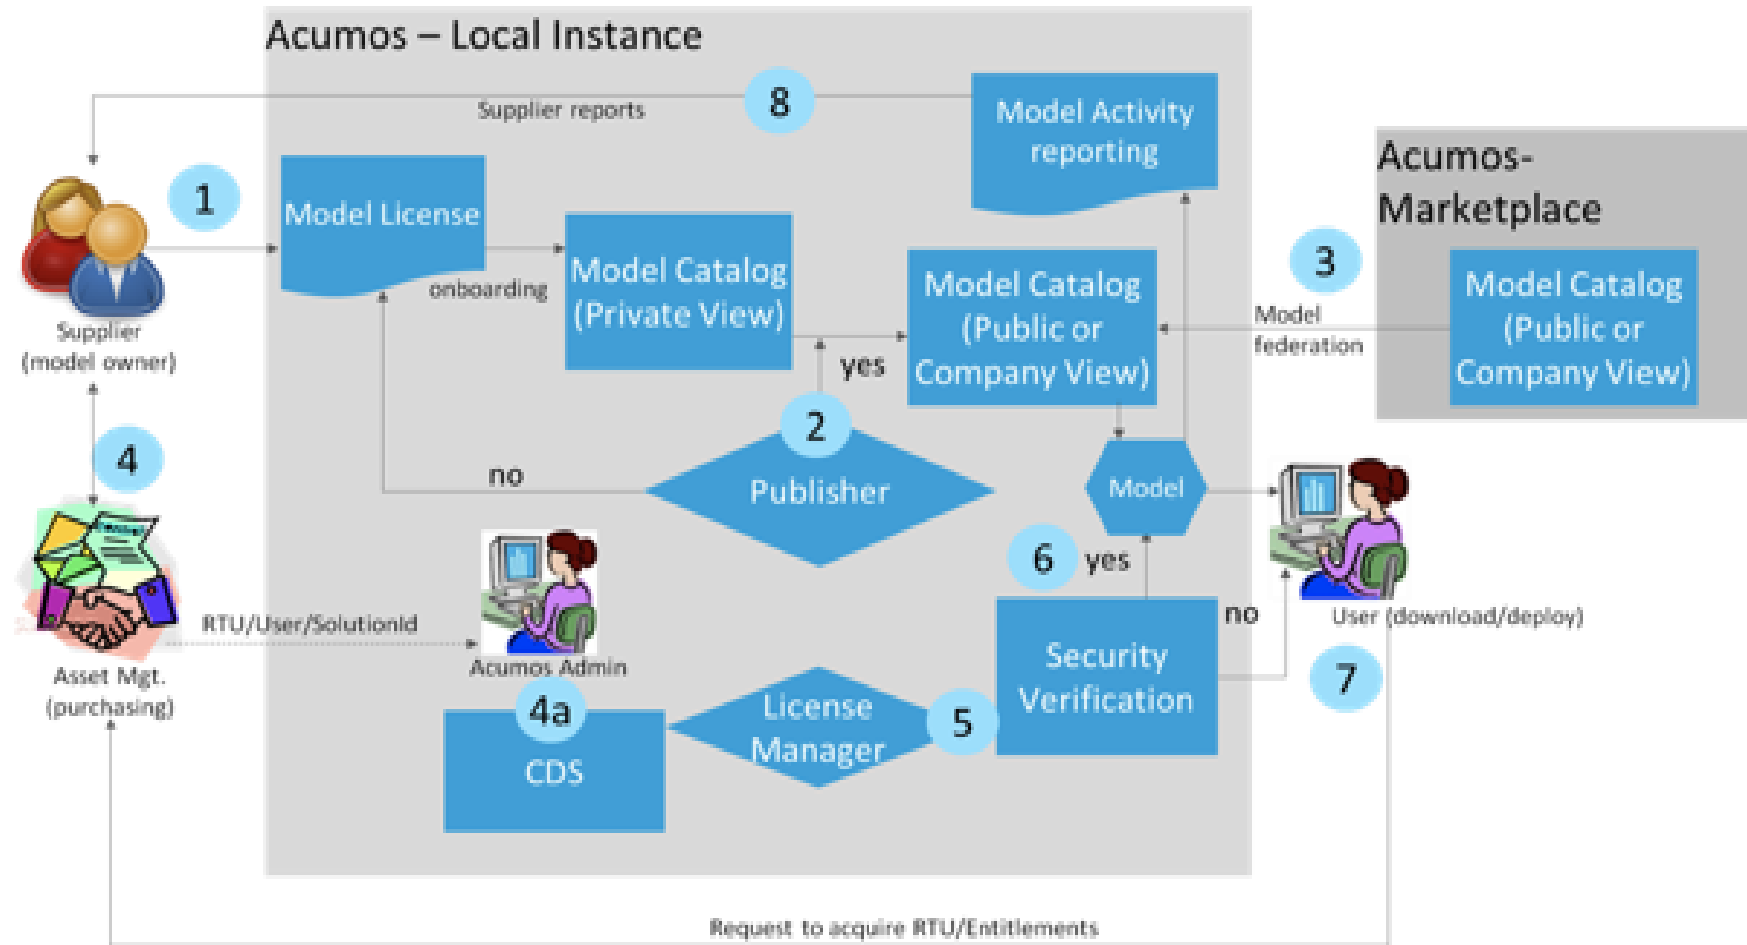 Acumos – Local Instance
8
Supplier reports
Model Activity
reporting
Acumos-
Marketplace
1
Model License
onboarding
Model Catalog
(Private View)
Model Catalog
(Public or
Company View)
3
Model
federation
Model Catalog
(Public or
Company View)
Supplier
(model owner)
yes
2
4
no
Publisher
Model
6
yes
RTU/User/SolutionId
Acumos Admin
no
User (download/deploy)
Asset Mgt.
(purchasing)
4a
CDS
License
Manager
5
Security
Verification
7
Request to acquire RTU/Entitlements